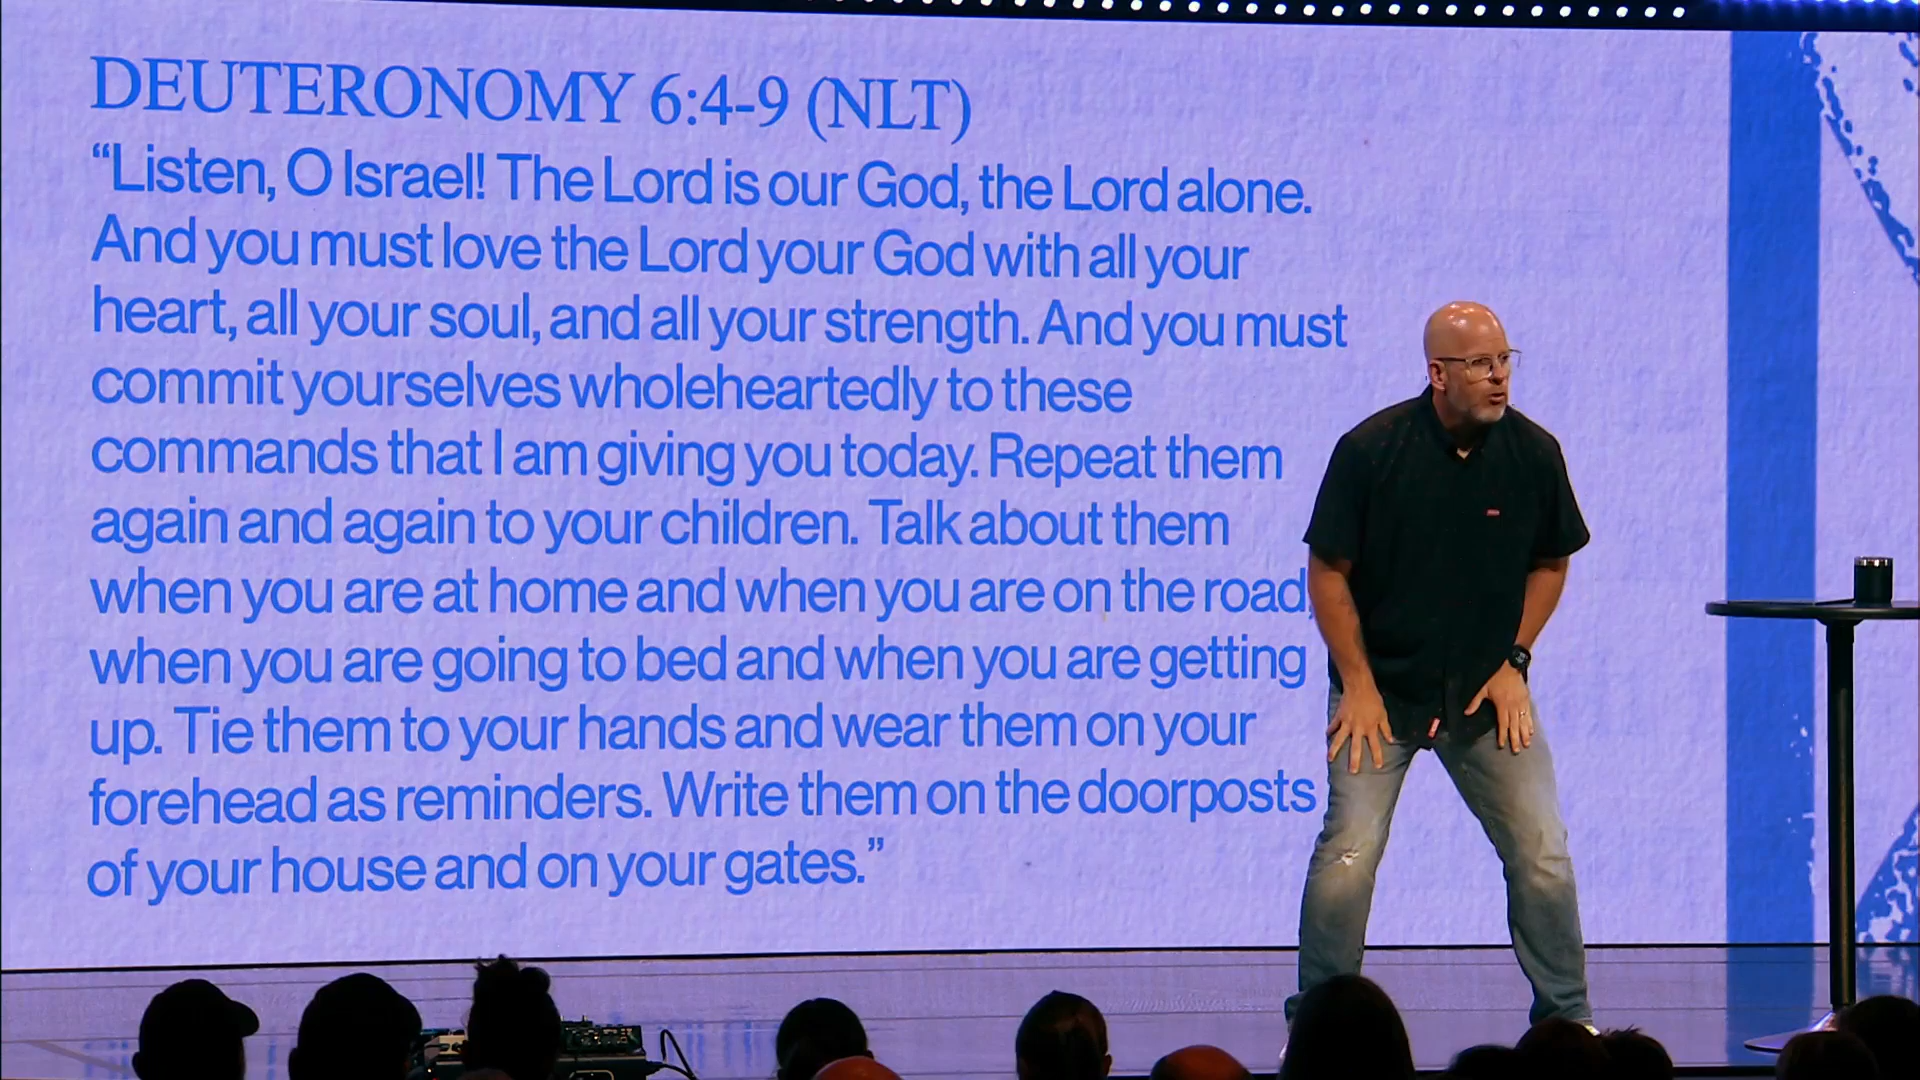 DEUTERONOMY 6:4-9 (NLT)
“Listen, O Israel! The Lord is our God, the Lord alone.
And you must love the Lord your God with all your
heart, all your soul, and all your strength. And you must
commit yourselves wholeheartedly to these
commands that I am giving you today. Repeat them
again and again to your children. Talk about them
when you are at home and when you are on the road,
when you are going to bed and when you are getting
up. Tie them to your hands and wear them on your
forehead as reminders. Write them on the doorposts
of your house and on your gates.”